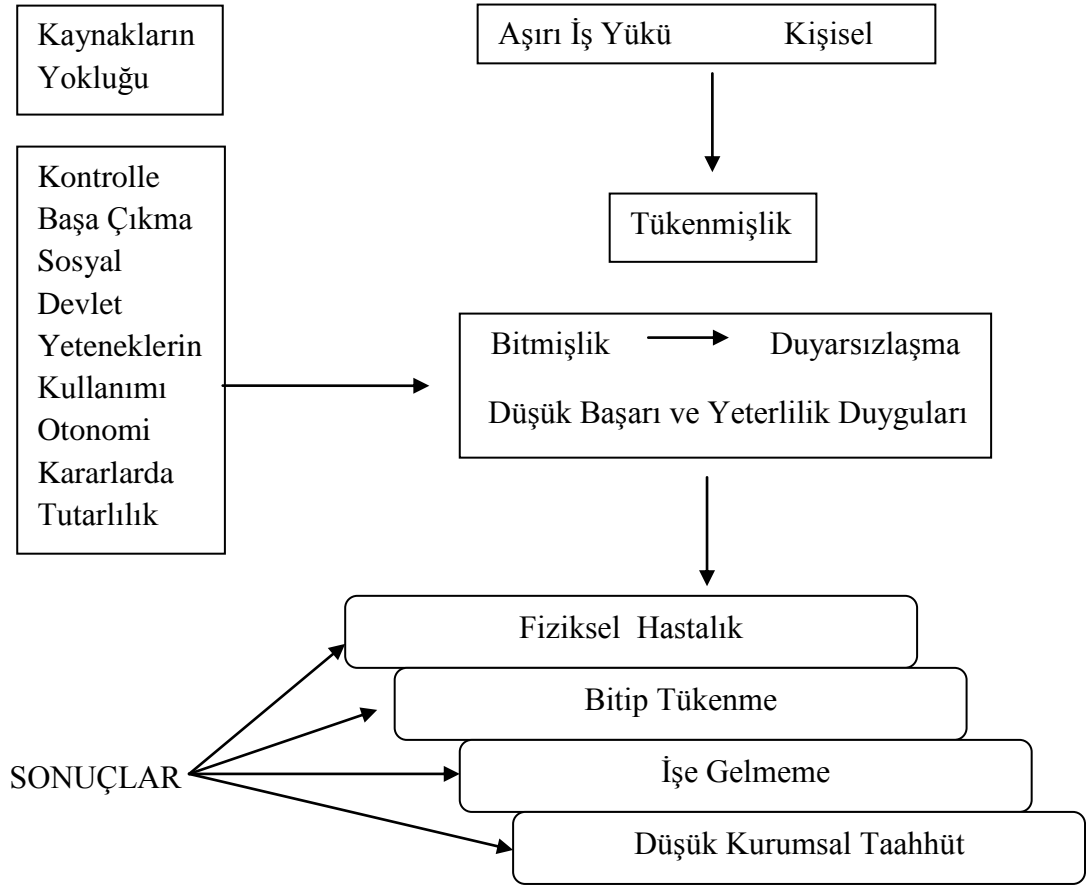 Kaynakların
Yokluğu
Aşırı İş Yükü Kişisel
Kontrolle
Başa Çıkma
Sosyal
Devlet
Yeteneklerin
Kullanımı
Otonomi
Kararlarda
Tutarlılık
Tükenmişlik
Bitmişlik Duyarsızlaşma
Düşük Başarı ve Yeterlilik Duyguları
Fiziksel Hastalık
Bitip Tükenme
İşe Gelmeme
Düşük Kurumsal Taahhüt
SONUÇLAR